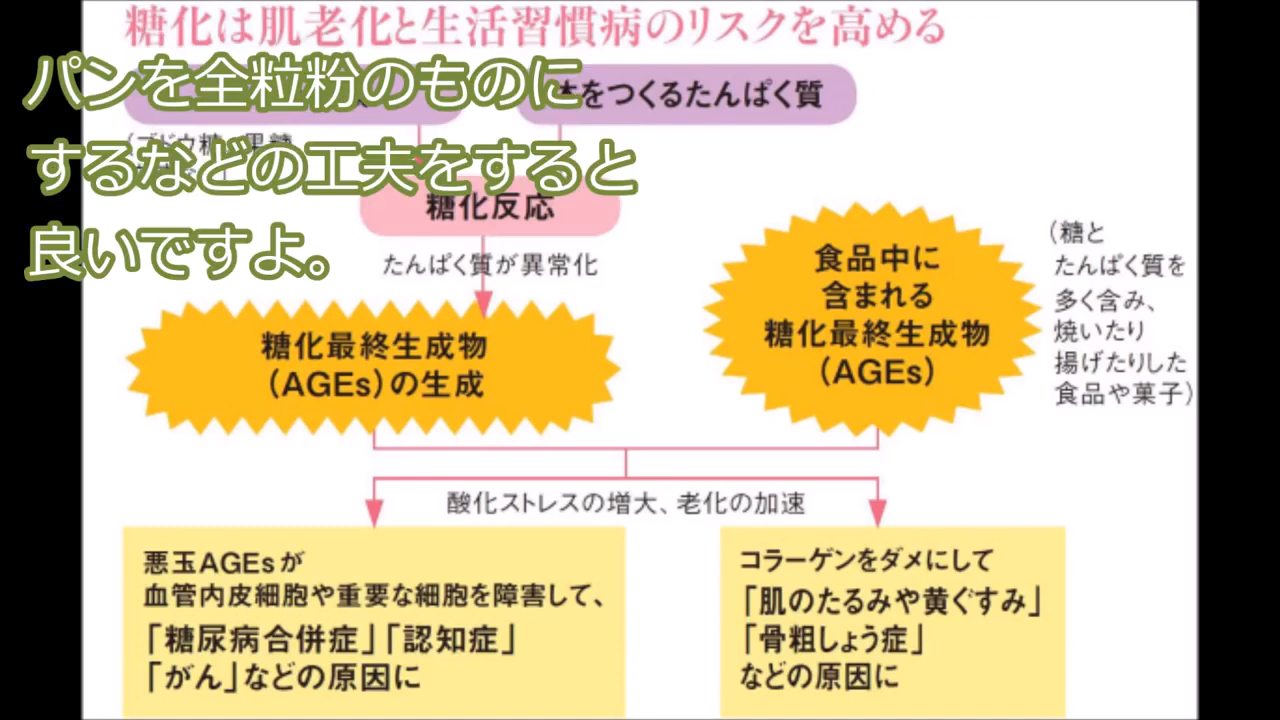 糖化は肌老化と生活習慣病のリスクを高める
パンを全粒粉のものに
するなどの工夫をすると
良いですよ。
をつくるたんぱく質
糖化反応
たんぱく質が異常化
糖化最終生成物
(AGEs)の生成
食品中に
含まれる
糖化最終生成物
(AGEs)
(糖と
たんぱく質を
多く含み、
焼いたり
揚げたりした
食品や菓子)
酸化ストレスの増大、老化の加速
悪玉AGEsが
血管内皮細胞や重要な細胞を障害して、
「糖尿病合併症」「認知症」
「がん」などの原因に
コラーゲンをダメにして
「肌のたるみや黄ぐすみ」
「骨粗しょう症」
などの原因に